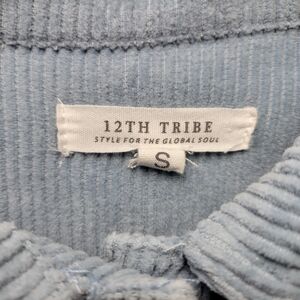 12TH TRIBE
STYLE FOR THE GLOBAL SOUL
S